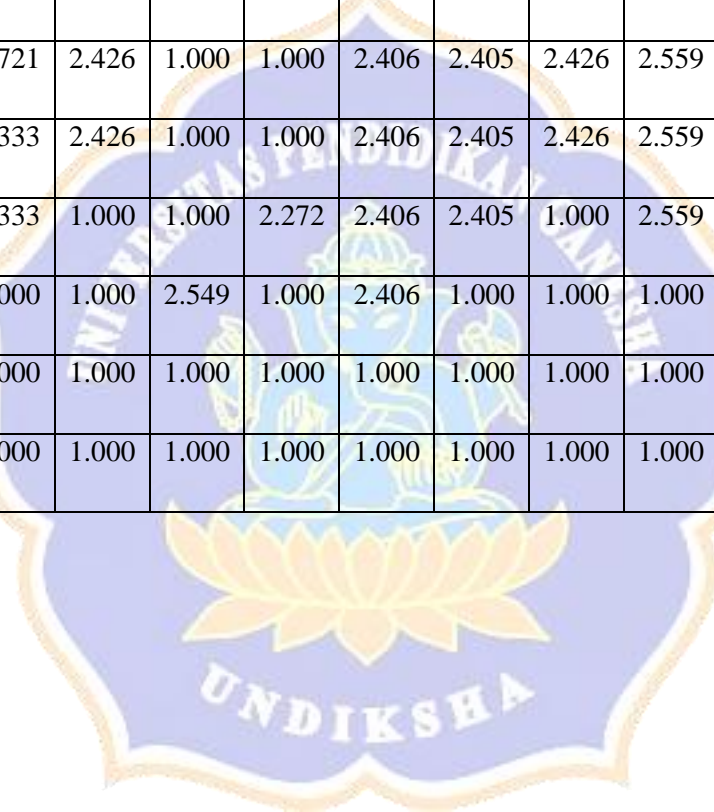 721 2.426 1.000 1.000 2.406 2.405 2.426 2.559
333 2.426 1.000 1.000 2.406 2.405 2.426 2.559
333 1.000 1.000 2.272 2.406 2.405 1.000 2.559
000 1.000 2.549 1.000 2.406 1.000 1.000 1.000
000 1.000 1.000 1.000 1.000 1.000 1.000 1.000
000 1.000 1.000 1.000 1.000 1.000 1.000 1.000
UNIVERSITAS PENDIDIKAN GANESHA
UNDIKSHA